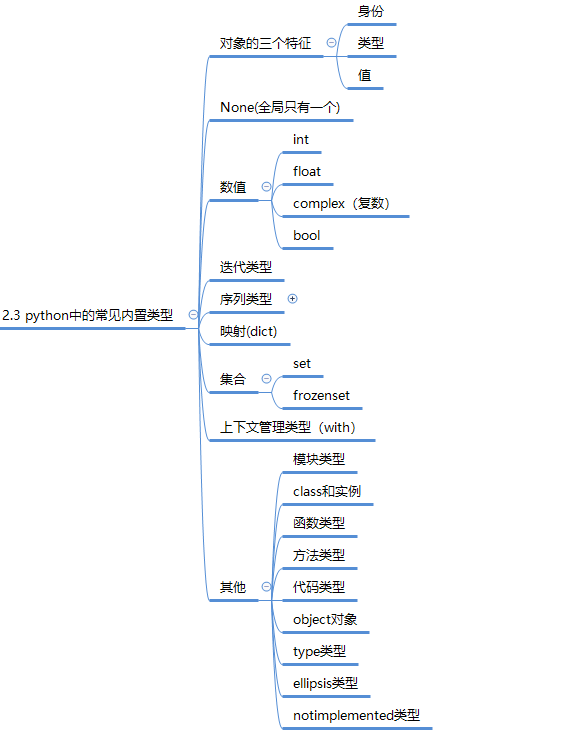 身份
对象的三个特征
类型
值
None(全局只有一个)
int
float
数值
complex（复数）
bool
迭代类型
序列类型
2.3 python中的常见内置类型
映射(dict)
set
集合
frozenset
上下文管理类型（with）
模块类型
class和实例
函数类型
方法类型
其他
代码类型
object对象
type类型
ellipsis类型
notimplemented类型